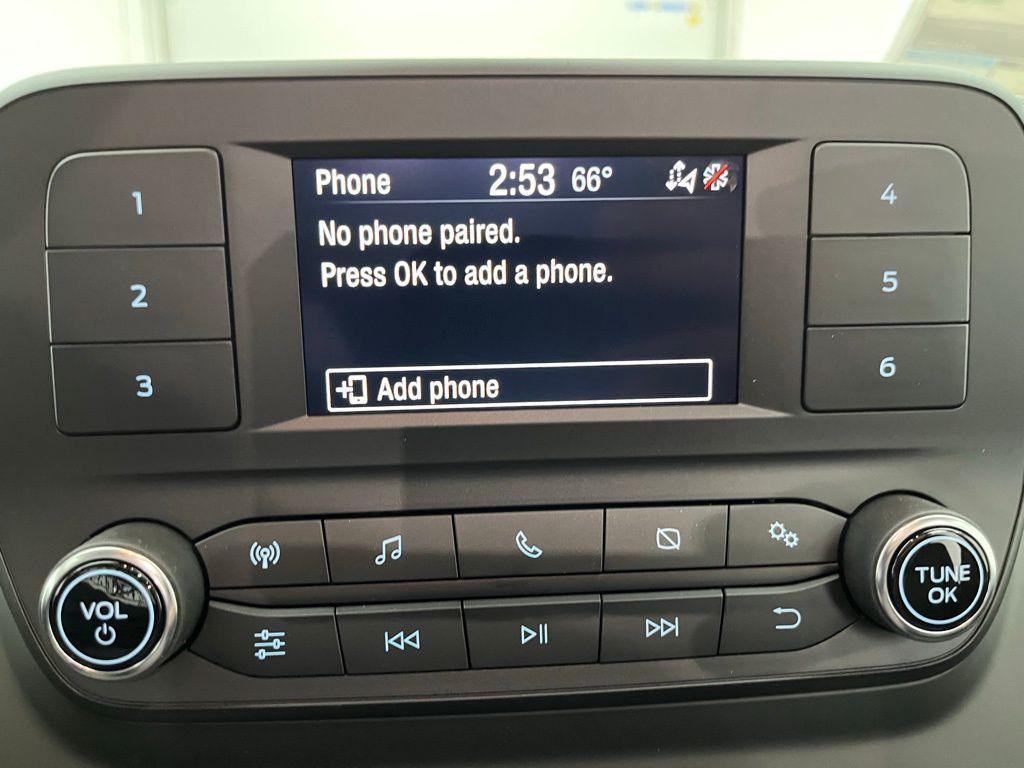 Phone 2:53 66°
No phone paired.
Press OK to add a phone.
Add phone
1
2
3
4
5
6
VOL
TUNE
OK